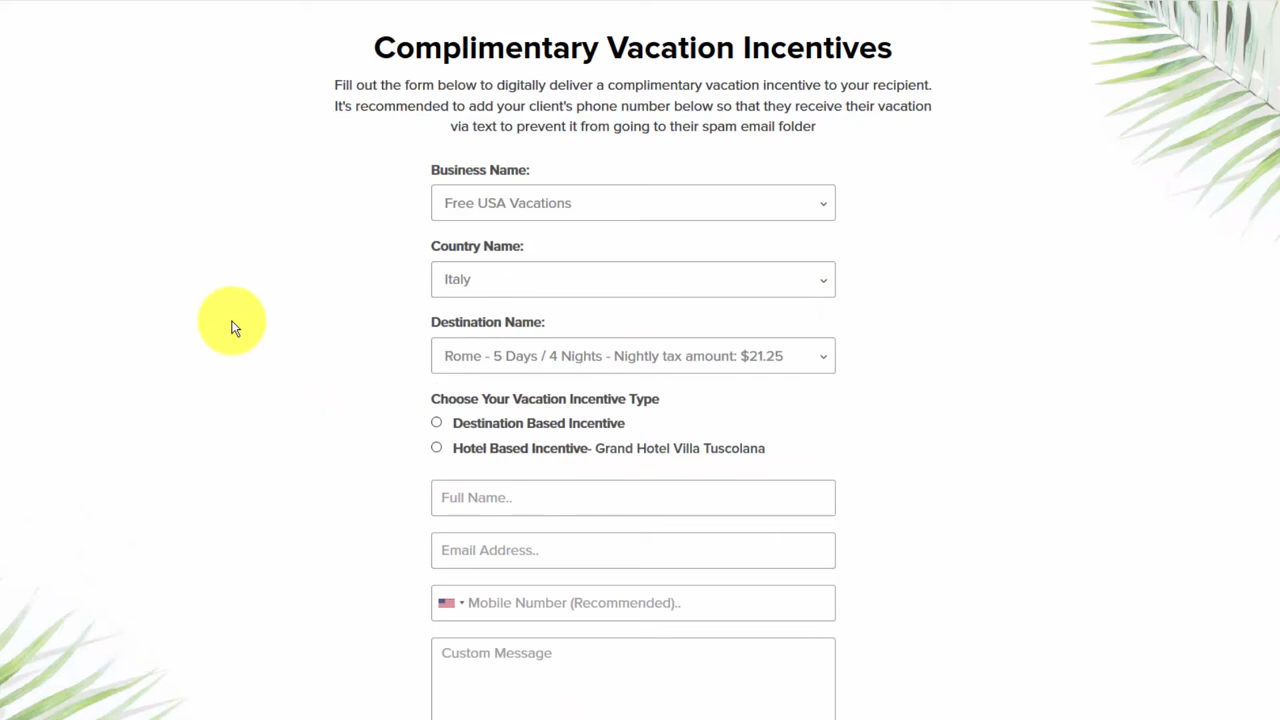 Complimentary Vacation Incentives
Fill out the form below to digitally deliver a complimentary vacation incentive to your recipient.
It's recommended to add your client's phone number below so that they receive their vacation
via text to prevent it from going to their spam email folder
Business Name:
Free USA Vacations
Country Name:
Italy
Destination Name:
Rome - 5 Days / 4 Nights - Nightly tax amount: $21.25
Choose Your Vacation Incentive Type
Destination Based Incentive
Hotel Based Incentive- Grand Hotel Villa Tuscolana
Full Name..
Email Address..
Mobile Number (Recommended)..
Custom Message